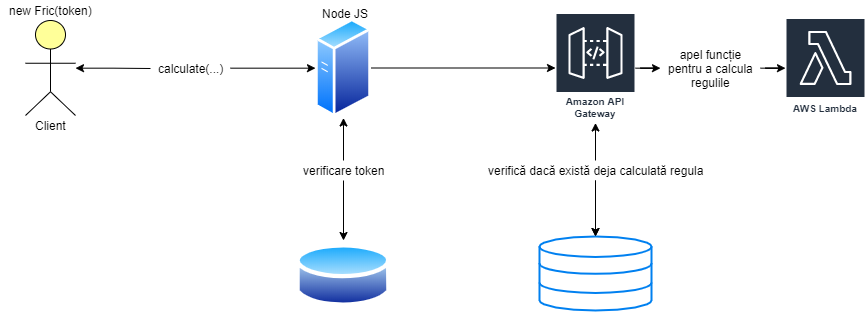 new Fric(token)
Node JS
calculate(...)
apel funcție
pentru a calcula
regulile
Client
Amazon API
Gateway
AWS Lambda
verificare token
verifică dacă există deja calculată regula